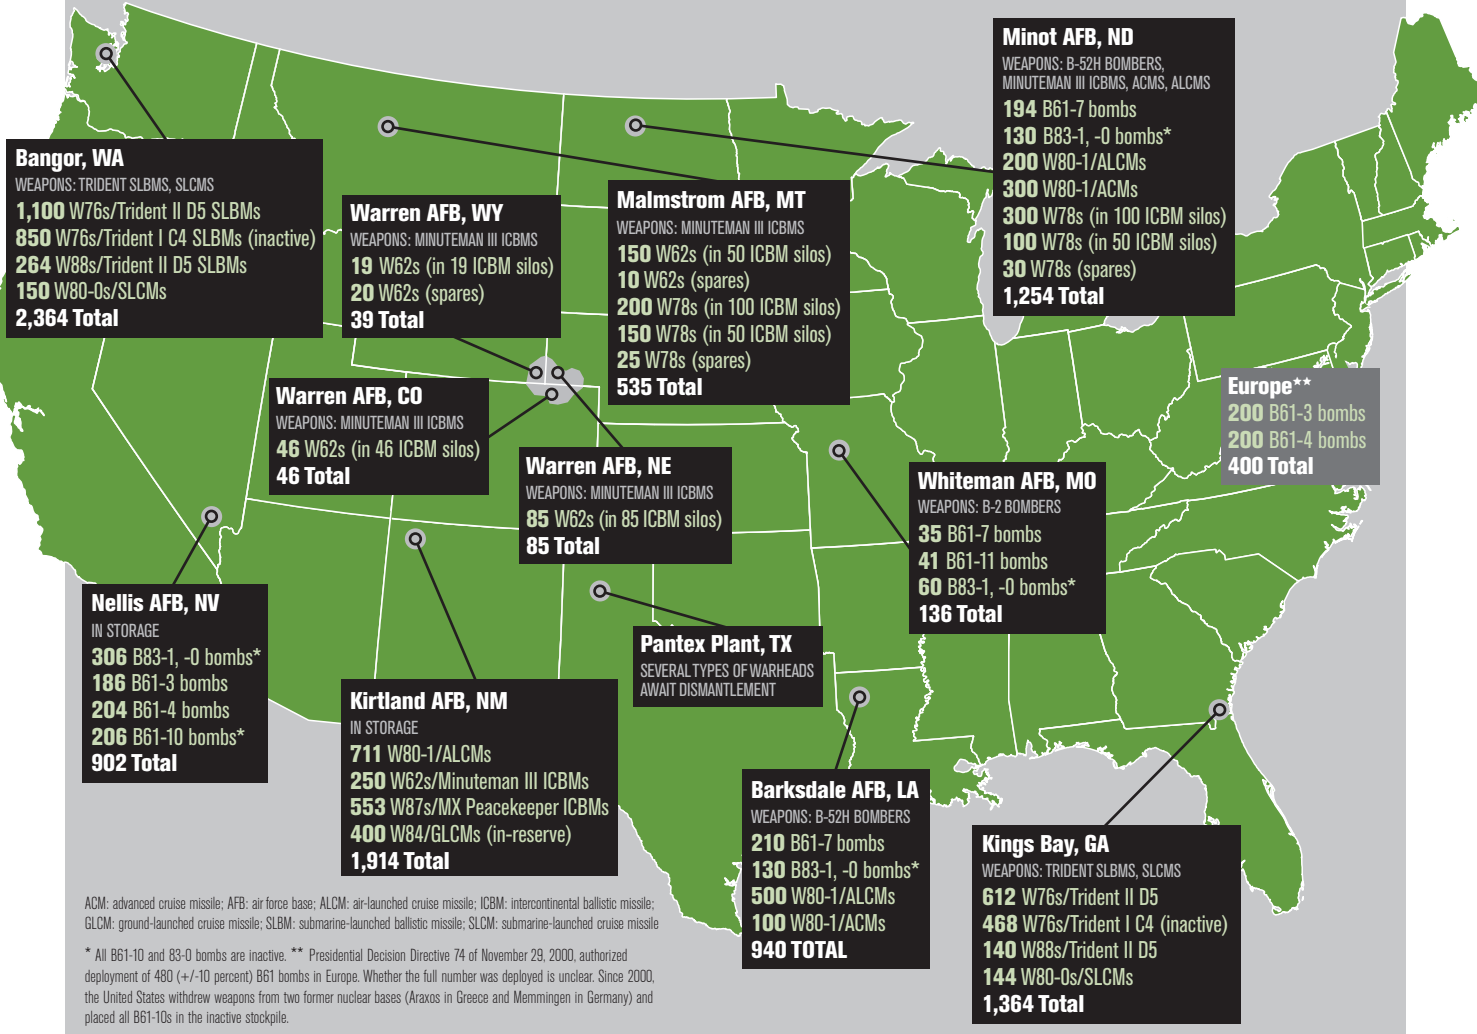 Bangor, WA
WEAPONS: TRIDENT SLBMS, SLCMS
1,100 W76s/Trident II D5 SLBMs
850 W76s/Trident I C4 SLBMs (inactive)
264 W88s/Trident II D5 SLBMs
150 W80-0s/SLCMs
2,364 Total
Warren AFB, WY
WEAPONS: MINUTEMAN III ICBMS
19 W62s (in 19 ICBM silos)
20 W62s (spares)
39 Total
Malmstrom AFB, MT
WEAPONS: MINUTEMAN III ICBMS
150 W62s (in 50 ICBM silos)
10 W62s (spares)
200 W78s (in 100 ICBM silos)
150 W78s (in 50 ICBM silos)
25 W78s (spares)
535 Total
Minot AFB, ND
WEAPONS: B-52H BOMBERS,
MINUTEMAN III ICBMS, ACMS, ALCMS
194 B61-7 bombs
130 B83-1, -0 bombs*
200 W80-1/ALCMs
300 W80-1/ACMs
300 W78s (in 100 ICBM silos)
100 W78s (in 50 ICBM silos)
30 W78s (spares)
1,254 Total
Warren AFB, CO
WEAPONS: MINUTEMAN III ICBMS
46 W62s (in 46 ICBM silos)
46 Total
Warren AFB, NE
WEAPONS: MINUTEMAN III ICBMS
85 W62s (in 85 ICBM silos)
85 Total
Europe**
200 B61-3 bombs
200 B61-4 bombs
400 Total
Whiteman AFB, MO
WEAPONS: B-2 BOMBERS
35 B61-7 bombs
41 B61-11 bombs
60 B83-1, -0 bombs*
136 Total
Nellis AFB, NV
IN STORAGE
306 B83-1, -0 bombs*
186 B61-3 bombs
204 B61-4 bombs
206 B61-10 bombs*
902 Total
Kirtland AFB, NM
IN STORAGE
711 W80-1/ALCMs
250 W62s/Minuteman III ICBMs
553 W87s/MX Peacekeeper ICBMs
400 W84/GLCMs (in-reserve)
1,914 Total
Pantex Plant, TX
SEVERAL TYPES OF WARHEADS
AWAIT DISMANTLEMENT
Barksdale AFB, LA
WEAPONS: B-52H BOMBERS
210 B61-7 bombs
130 B83-1, -0 bombs*
500 W80-1/ALCMs
100 W80-1/ACMs
940 TOTAL
Kings Bay, GA
WEAPONS: TRIDENT SLBMS, SLCMS
612 W76s/Trident II D5
468 W76s/Trident I C4 (inactive)
140 W88s/Trident II D5
144 W80-0s/SLCMs
1,364 Total
ACM: advanced cruise missile; AFB: air force base; ALCM: air-launched cruise missile; ICBM: intercontinental ballistic missile;
GLCM: ground-launched cruise missile; SLBM: submarine-launched ballistic missile; SLCM: submarine-launched cruise missile
* All B61-10 and 83-0 bombs are inactive. ** Presidential Decision Directive 74 of November 29, 2000, authorized
deployment of 480 (+/-10 percent) B61 bombs in Europe. Whether the full number was deployed is unclear. Since 2000,
the United States withdrew weapons from two former nuclear bases (Araxos in Greece and Memmingen in Germany) and
placed all B61-10s in the inactive stockpile.